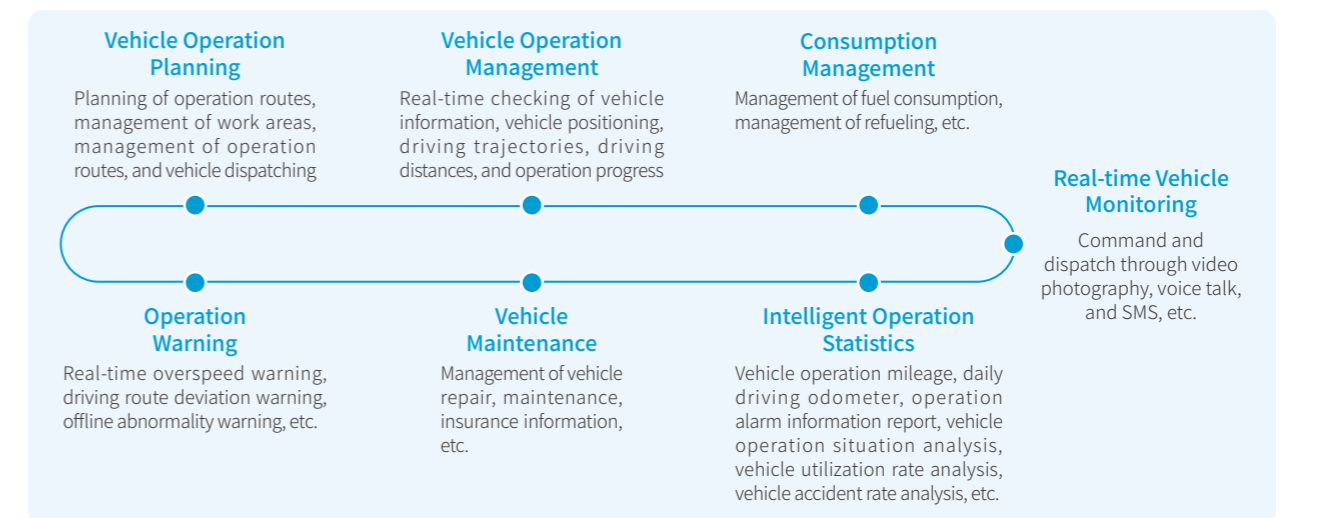 Vehicle Operation
Planning
Planning of operation routes,
management of work areas,
management of operation
routes, and vehicle dispatching
Vehicle Operation
Management
Real-time checking of vehicle
information, vehicle positioning,
driving trajectories, driving
distances, and operation progress
Consumption
Management
Management of fuel consumption,
management of refueling, etc.
Real-time Vehicle
Monitoring
Command and
dispatch through video
photography, voice talk,
and SMS, etc.
Operation
Warning
Real-time overspeed warning,
driving route deviation warning,
offline abnormality warning, etc.
Vehicle
Maintenance
Management of vehicle
repair, maintenance,
insurance information,
etc.
Intelligent Operation
Statistics
Vehicle operation mileage, daily
driving odometer, operation
alarm information report, vehicle
operation situation analysis,
vehicle utilization rate analysis,
vehicle accident rate analysis, etc.